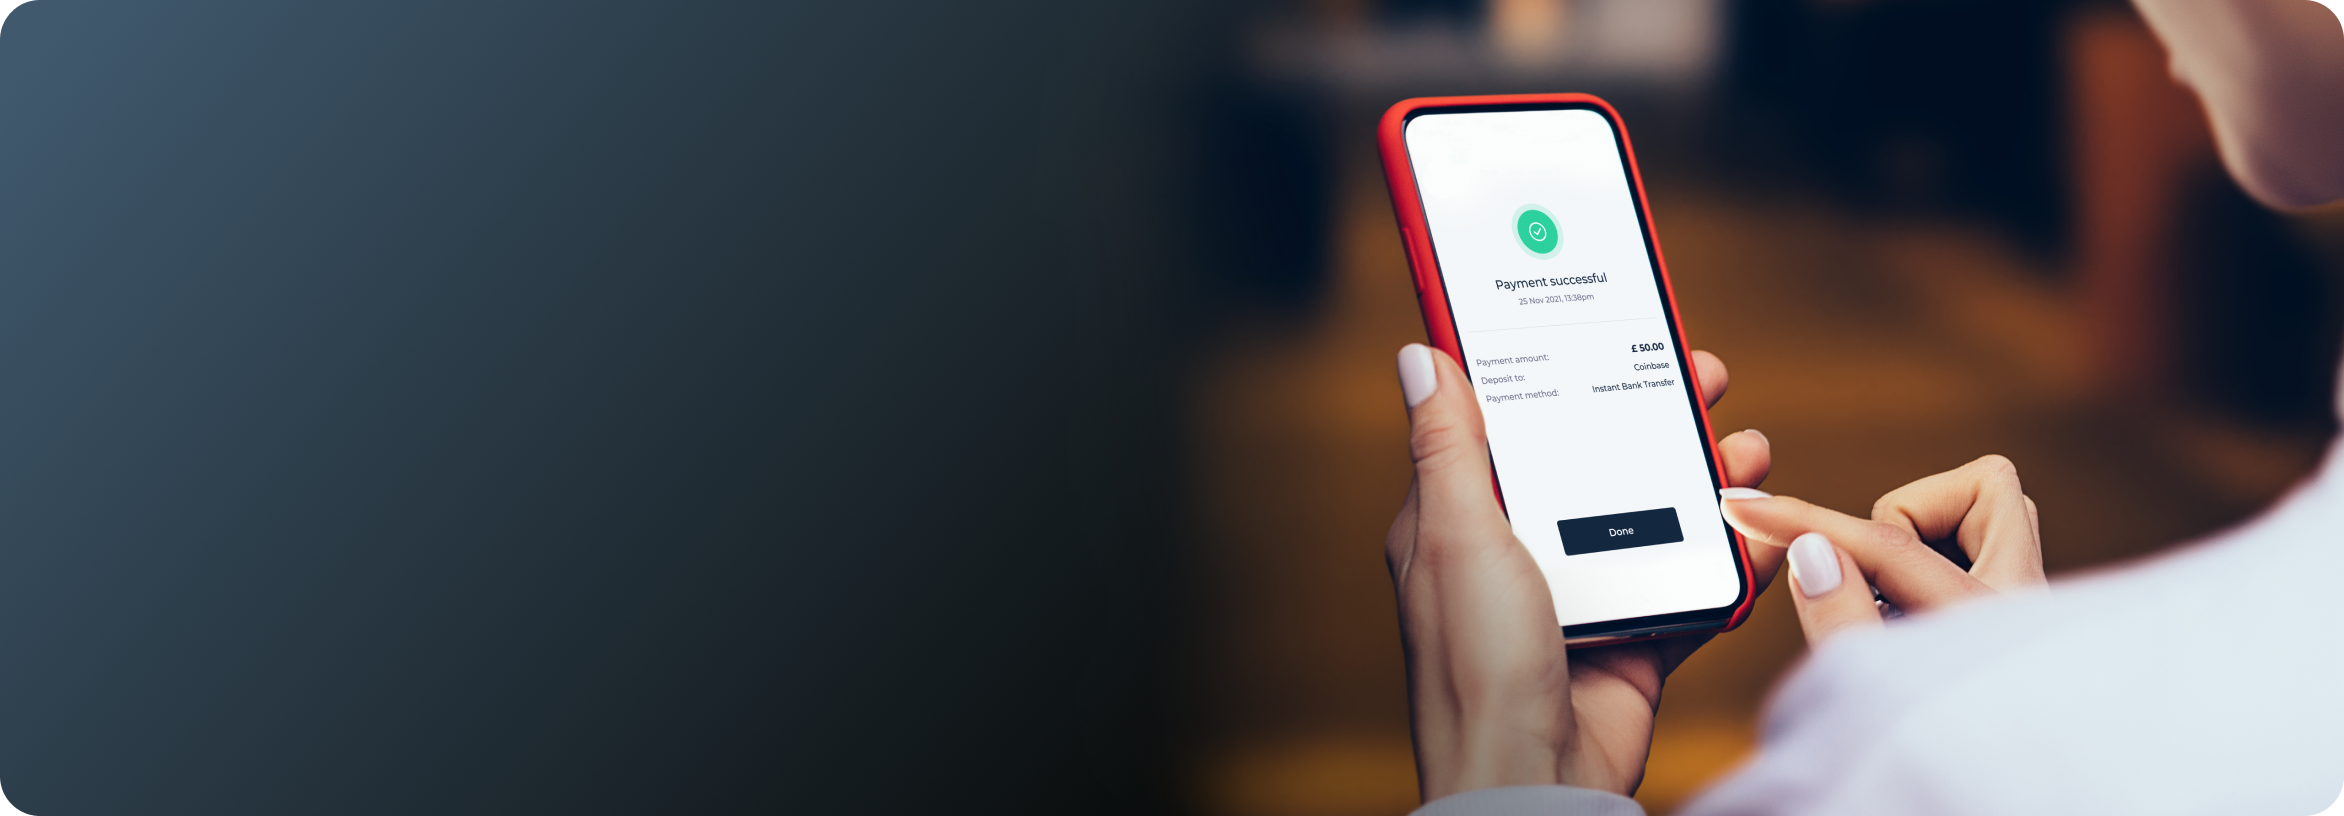 Payment successful
25 Nov 2021, 13:38pm
Payment amount: £ 50.00
Deposit to: Coinbase
Payment method: Instant Bank Transfer
Done